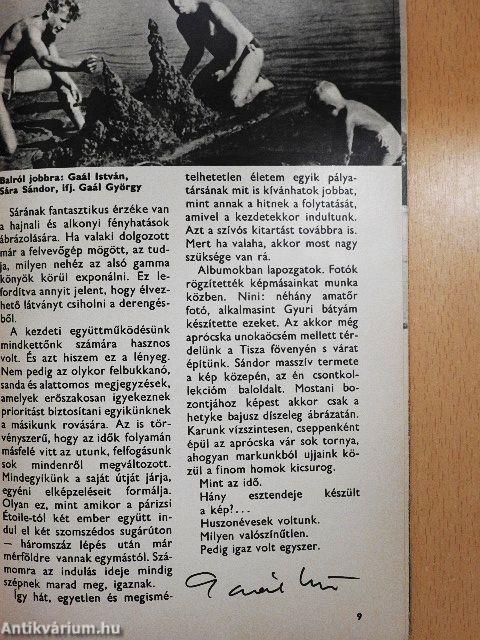 Balról jobbra: Gaál István,
Sára Sándor, ifj. Gaál György
Sárának fantasztikus érzéke van
a hajnali és alkonyi fényhatások
ábrázolására. Ha valaki dolgozott
már a felvevőgép mögött, az tud-
ja, milyen nehéz az alsó gamma
könyök körül exponálni. Ez le-
fordítva annyit jelent, hogy élvez-
hető látványt csiholni a derengés-
ből.
A kezdeti együttműködésünk
mindkettőnk számára hasznos
volt. És azt hiszem ez a lényeg.
Nem pedig az olykor felbukkanó,
sanda és alattomos megjegyzések,
amelyek erőszakosan igyekeznek
prioritást biztosítani egyikünknek
a másikunk rovására. Az is tör-
vényszerű, hogy az idők folyamán
másfelé vitt az utunk, felfogásunk
sok mindenről megváltozott.
Mindegyikünk a saját útját járja,
egyéni elképzeléseit formálja.
Olyan ez, mint amikor a párizsi
Étoile-tól két ember együtt in-
dul el két szomszédos sugárúton
– háromszáz lépés után már
mérföldre vannak egymástól. Szá-
momra az indulás ideje mindig
szépnek marad meg, igaznak.
Így hát, egyetlen és megismé-
telhetetlen életem egyik pálya-
társának mit is kívánhatok jobbat,
mint annak a hitnek a folytatását,
amivel a kezdetekkor indultunk.
Azt a szívós kitartást továbbra is.
Mert ha valaha, akkor most nagy
szüksége van rá.
Albumokban lapozgatok. Fotók
rögzítették képmásainkat munka
közben. Nini: néhány amatőr
fotó, alkalmasint Gyuri bátyám
készítette ezeket. Az akkor még
aprócska unokaöcsém mellett tér-
delünk a Tisza fövenyén s várat
építünk. Sándor masszív termete
a kép közepén, az én csontkol-
lekcióm baloldalt. Mostani bo-
zontjához képest akkor csak a
hetyke bajusz díszeleg ábrázatán.
Karunk vízszintesen, cseppenként
épül az aprócska vár sok tornya,
ahogyan markunkból ujjaink kö-
zül a finom homok kicsurog.
Mint az idő.
Hány esztendeje készült
a kép?...
Huszonévesek voltunk.
Milyen valószínűtlen.
Pedig igaz volt egyszer.
9
Antikvárium.hu